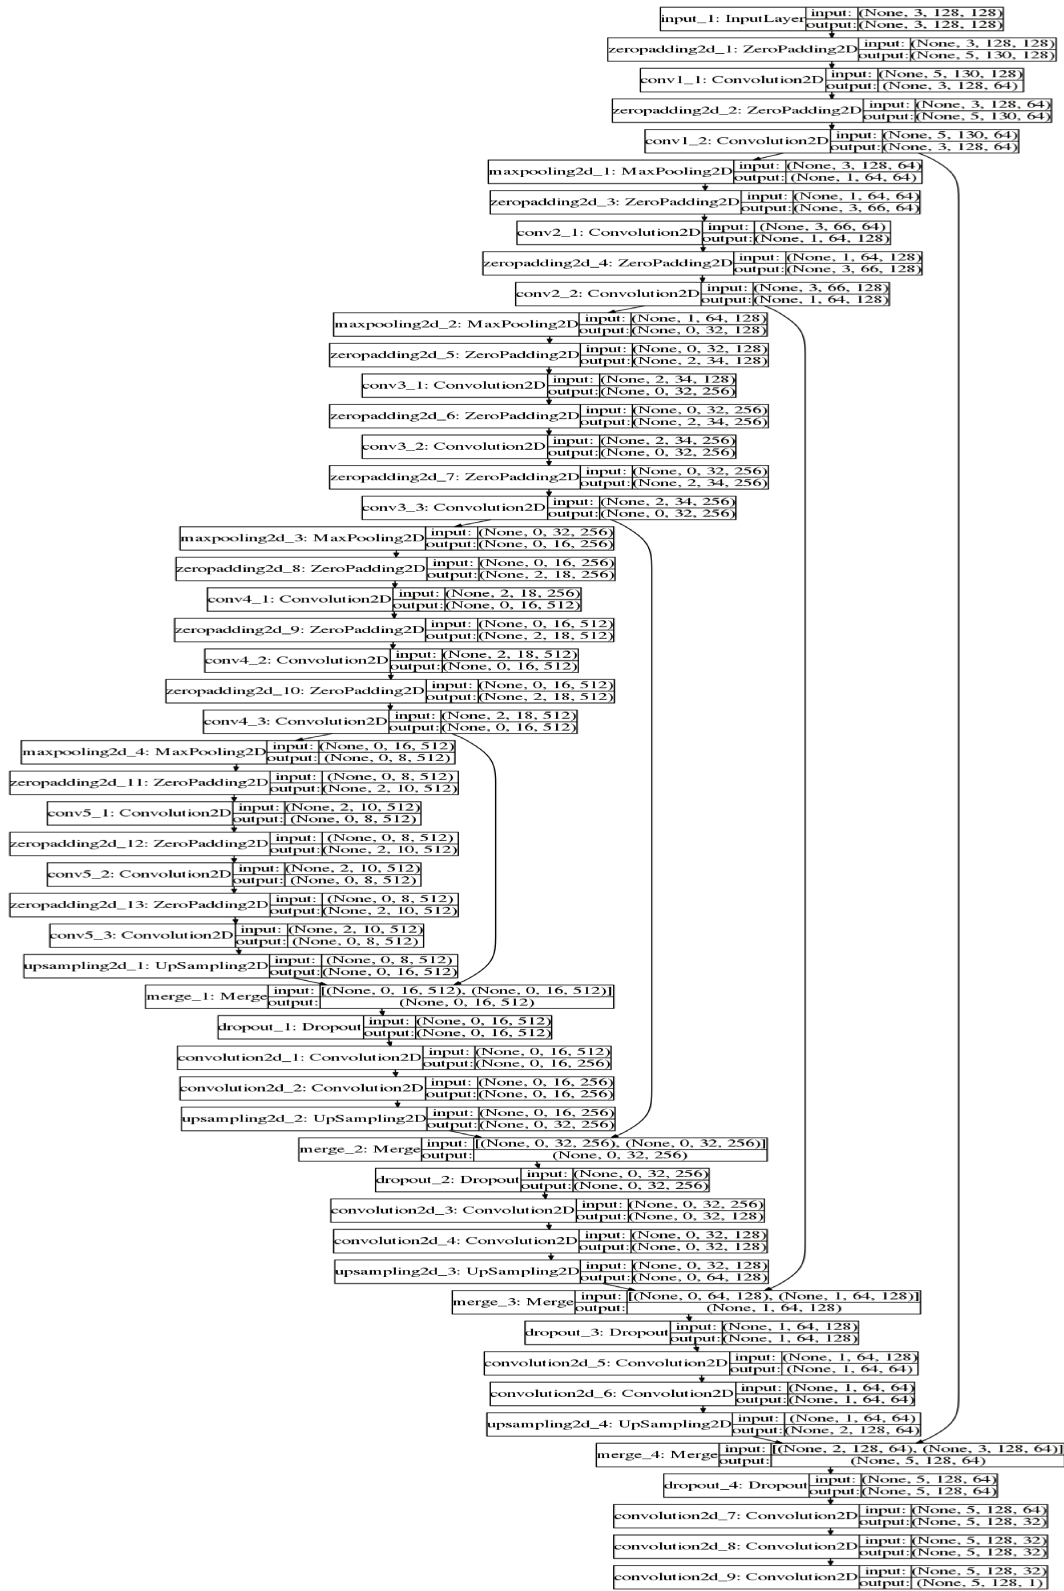 input_1: InputLayer input: (None, 3, 128, 128)
output: (None, 3, 128, 128)
zeropadding2d_1: ZeroPadding2D input: (None, 3, 128, 128)
output: (None, 5, 130, 128)
conv1_1: Convolution2D input: (None, 5, 130, 128)
output: (None, 3, 128, 64)
zeropadding2d_2: ZeroPadding2D input: (None, 3, 128, 64)
output: (None, 5, 130, 64)
conv1_2: Convolution2D input: (None, 5, 130, 64)
output: (None, 3, 128, 64)
maxpooling2d_1: MaxPooling2D input: (None, 3, 128, 64)
output: (None, 1, 64, 64)
zeropadding2d_3: ZeroPadding2D input: (None, 1, 64, 64)
output: (None, 3, 66, 64)
conv2_1: Convolution2D input: (None, 3, 66, 64)
output: (None, 1, 64, 128)
zeropadding2d_4: ZeroPadding2D input: (None, 1, 64, 128)
output: (None, 3, 66, 128)
conv2_2: Convolution2D input: (None, 3, 66, 128)
output: (None, 1, 64, 128)
maxpooling2d_2: MaxPooling2D input: (None, 1, 64, 128)
output: (None, 0, 32, 128)
zeropadding2d_5: ZeroPadding2D input: (None, 0, 32, 128)
output: (None, 2, 34, 128)
conv3_1: Convolution2D input: (None, 2, 34, 128)
output: (None, 0, 32, 256)
zeropadding2d_6: ZeroPadding2D input: (None, 0, 32, 256)
output: (None, 2, 34, 256)
conv3_2: Convolution2D input: (None, 2, 34, 256)
output: (None, 0, 32, 256)
zeropadding2d_7: ZeroPadding2D input: (None, 0, 32, 256)
output: (None, 2, 34, 256)
conv3_3: Convolution2D input: (None, 2, 34, 256)
output: (None, 0, 32, 256)
maxpooling2d_3: MaxPooling2D input: (None, 0, 32, 256)
output: (None, 0, 16, 256)
zeropadding2d_8: ZeroPadding2D input: (None, 0, 16, 256)
output: (None, 2, 18, 256)
conv4_1: Convolution2D input: (None, 2, 18, 256)
output: (None, 0, 16, 512)
zeropadding2d_9: ZeroPadding2D input: (None, 0, 16, 512)
output: (None, 2, 18, 512)
conv4_2: Convolution2D input: (None, 2, 18, 512)
output: (None, 0, 16, 512)
zeropadding2d_10: ZeroPadding2D input: (None, 0, 16, 512)
output: (None, 2, 18, 512)
conv4_3: Convolution2D input: (None, 2, 18, 512)
output: (None, 0, 16, 512)
maxpooling2d_4: MaxPooling2D input: (None, 0, 16, 512)
output: (None, 0, 8, 512)
zeropadding2d_11: ZeroPadding2D input: (None, 0, 8, 512)
output: (None, 2, 10, 512)
conv5_1: Convolution2D input: (None, 2, 10, 512)
output: (None, 0, 8, 512)
zeropadding2d_12: ZeroPadding2D input: (None, 0, 8, 512)
output: (None, 2, 10, 512)
conv5_2: Convolution2D input: (None, 2, 10, 512)
output: (None, 0, 8, 512)
zeropadding2d_13: ZeroPadding2D input: (None, 0, 8, 512)
output: (None, 2, 10, 512)
conv5_3: Convolution2D input: (None, 2, 10, 512)
output: (None, 0, 8, 512)
upsampling2d_1: UpSampling2D input: (None, 0, 8, 512)
output: (None, 0, 16, 512)
merge_1: Merge input: [(None, 0, 16, 512), (None, 0, 16, 512)]
output: (None, 0, 16, 512)
dropout_1: Dropout input: (None, 0, 16, 512)
output: (None, 0, 16, 512)
convolution2d_1: Convolution2D input: (None, 0, 16, 512)
output: (None, 0, 16, 256)
convolution2d_2: Convolution2D input: (None, 0, 16, 256)
output: (None, 0, 16, 256)
upsampling2d_2: UpSampling2D input: (None, 0, 16, 256)
output: (None, 0, 32, 256)
merge_2: Merge input: [(None, 0, 32, 256), (None, 0, 32, 256)]
output: (None, 0, 32, 256)
dropout_2: Dropout input: (None, 0, 32, 256)
output: (None, 0, 32, 256)
convolution2d_3: Convolution2D input: (None, 0, 32, 256)
output: (None, 0, 32, 128)
convolution2d_4: Convolution2D input: (None, 0, 32, 128)
output: (None, 0, 32, 128)
upsampling2d_3: UpSampling2D input: (None, 0, 32, 128)
output: (None, 0, 64, 128)
merge_3: Merge input: [(None, 0, 64, 128), (None, 1, 64, 128)]
output: (None, 1, 64, 128)
dropout_3: Dropout input: (None, 1, 64, 128)
output: (None, 1, 64, 128)
convolution2d_5: Convolution2D input: (None, 1, 64, 128)
output: (None, 1, 64, 64)
convolution2d_6: Convolution2D input: (None, 1, 64, 64)
output: (None, 1, 64, 64)
upsampling2d_4: UpSampling2D input: (None, 1, 64, 64)
output: (None, 2, 128, 64)
merge_4: Merge input: [(None, 2, 128, 64), (None, 3, 128, 64)]
output: (None, 5, 128, 64)
dropout_4: Dropout input: (None, 5, 128, 64)
output: (None, 5, 128, 64)
convolution2d_7: Convolution2D input: (None, 5, 128, 64)
output: (None, 5, 128, 32)
convolution2d_8: Convolution2D input: (None, 5, 128, 32)
output: (None, 5, 128, 32)
convolution2d_9: Convolution2D input: (None, 5, 128, 32)
output: (None, 5, 128, 1)